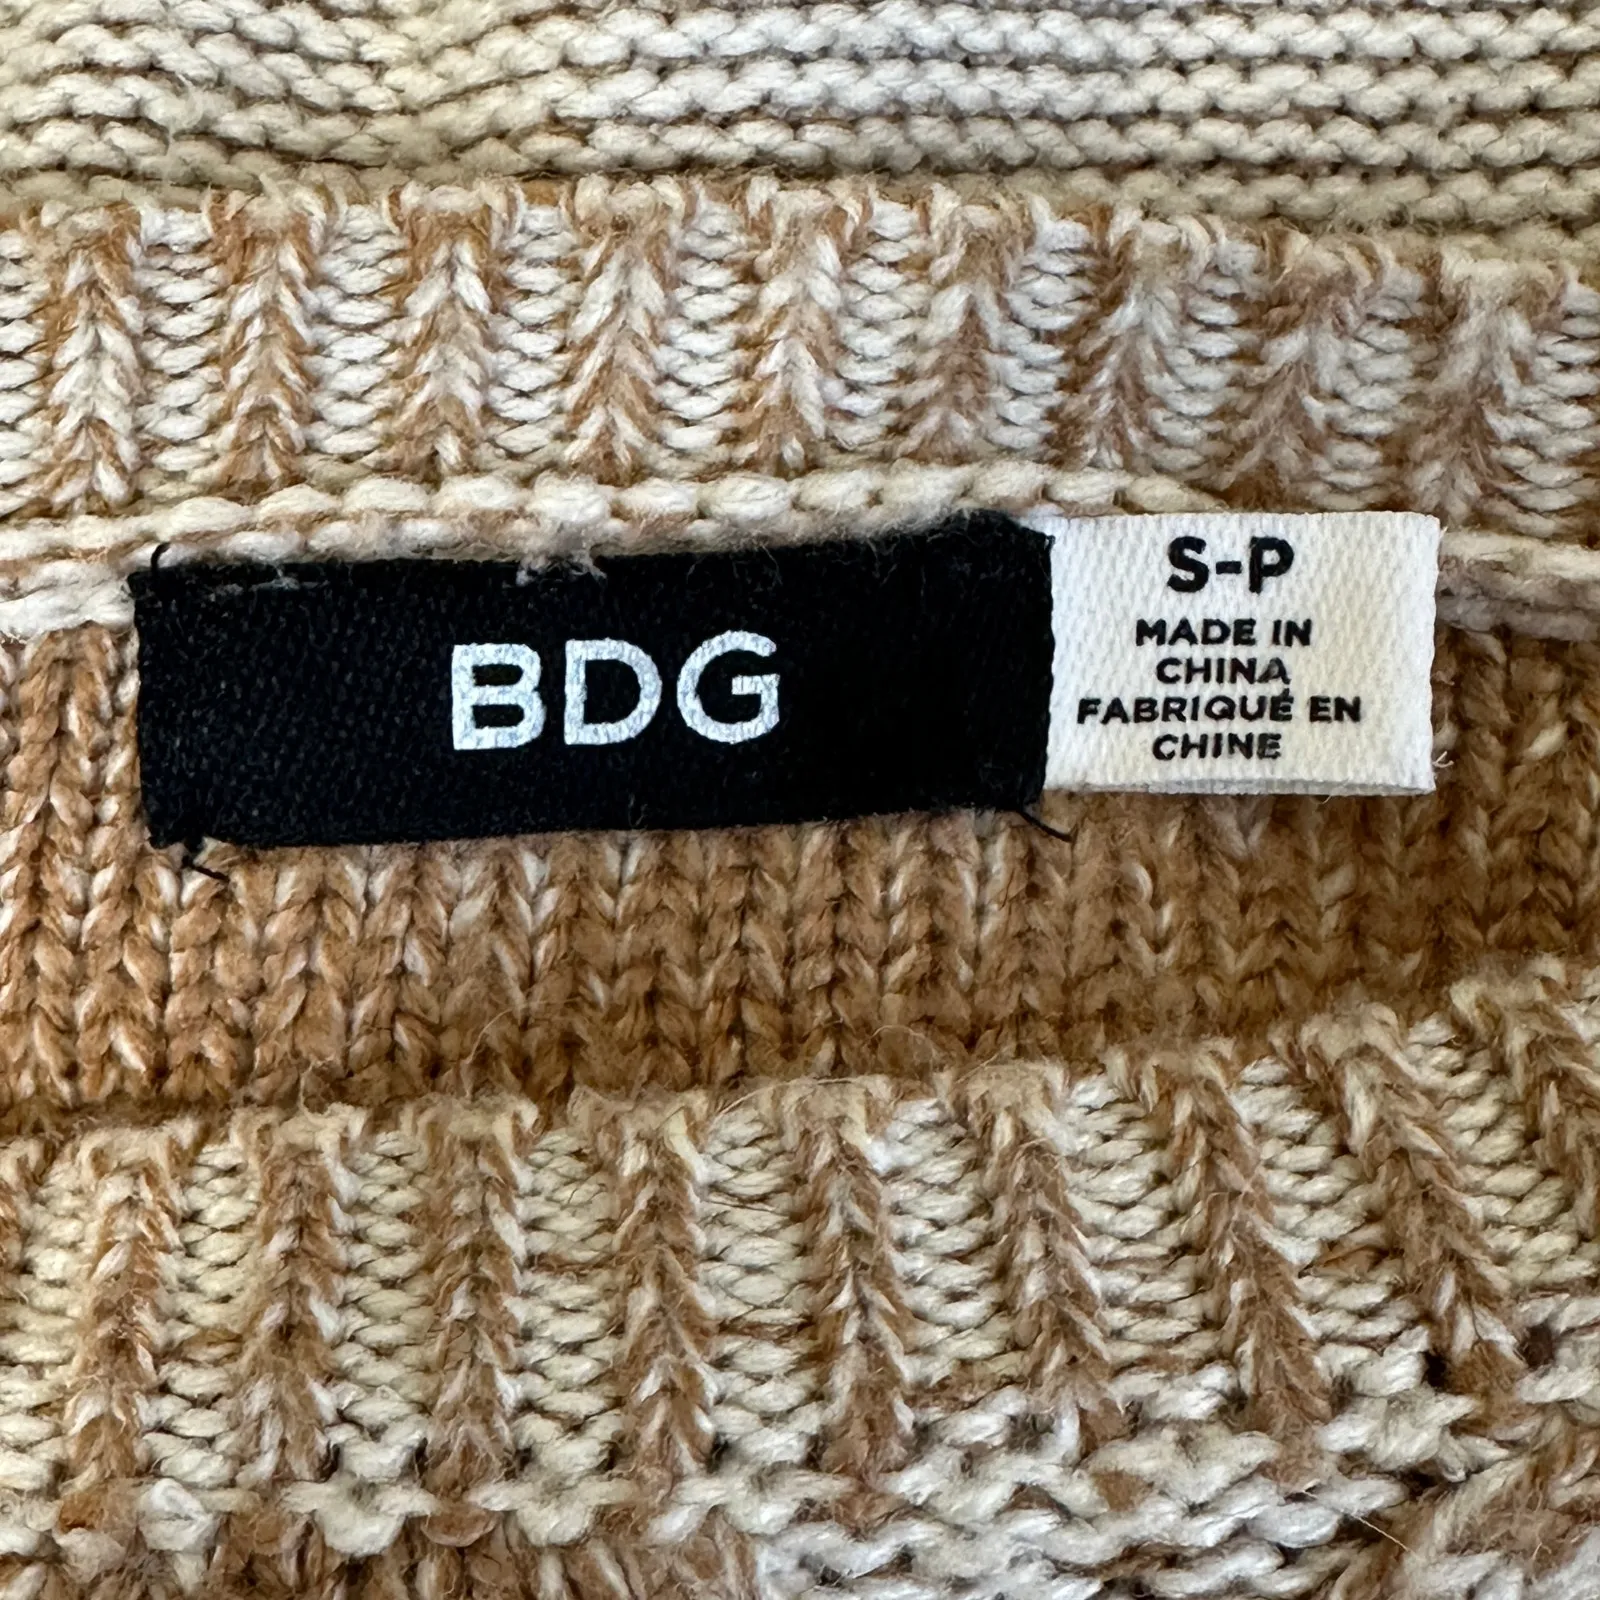 BDG
S-P
MADE IN
CHINA
FABRIQUÉ EN
CHINE